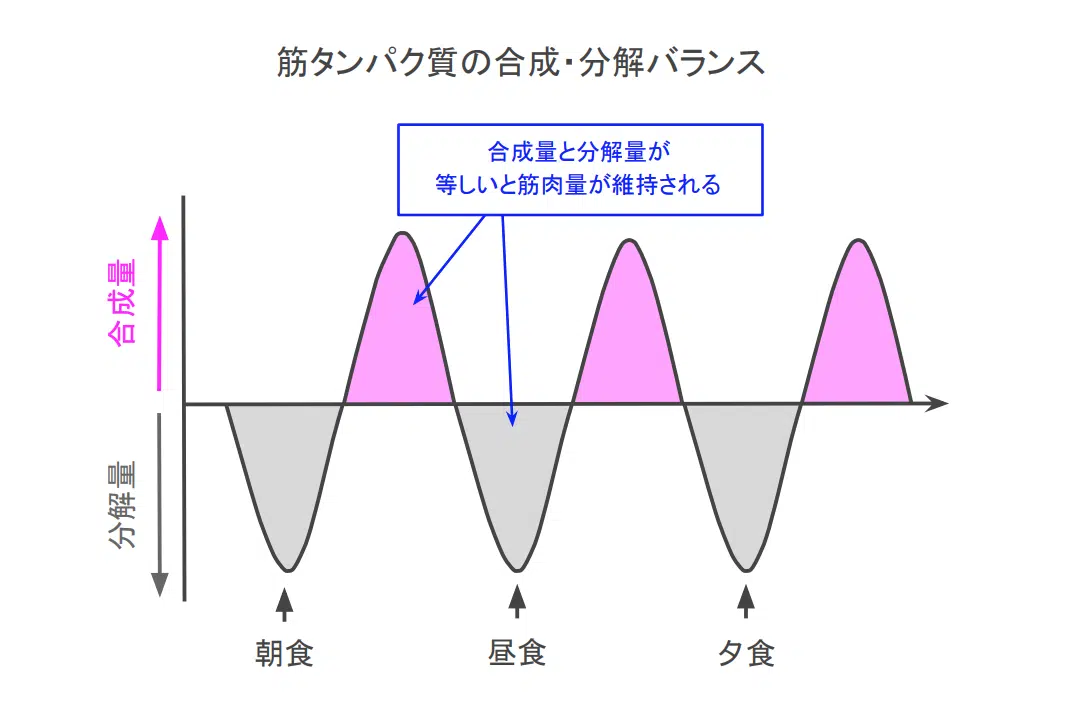 筋タンパク質の合成・分解バランス
合成量と分解量が
等しいと筋肉量が維持される
合成量
分解量
朝食
昼食
夕食